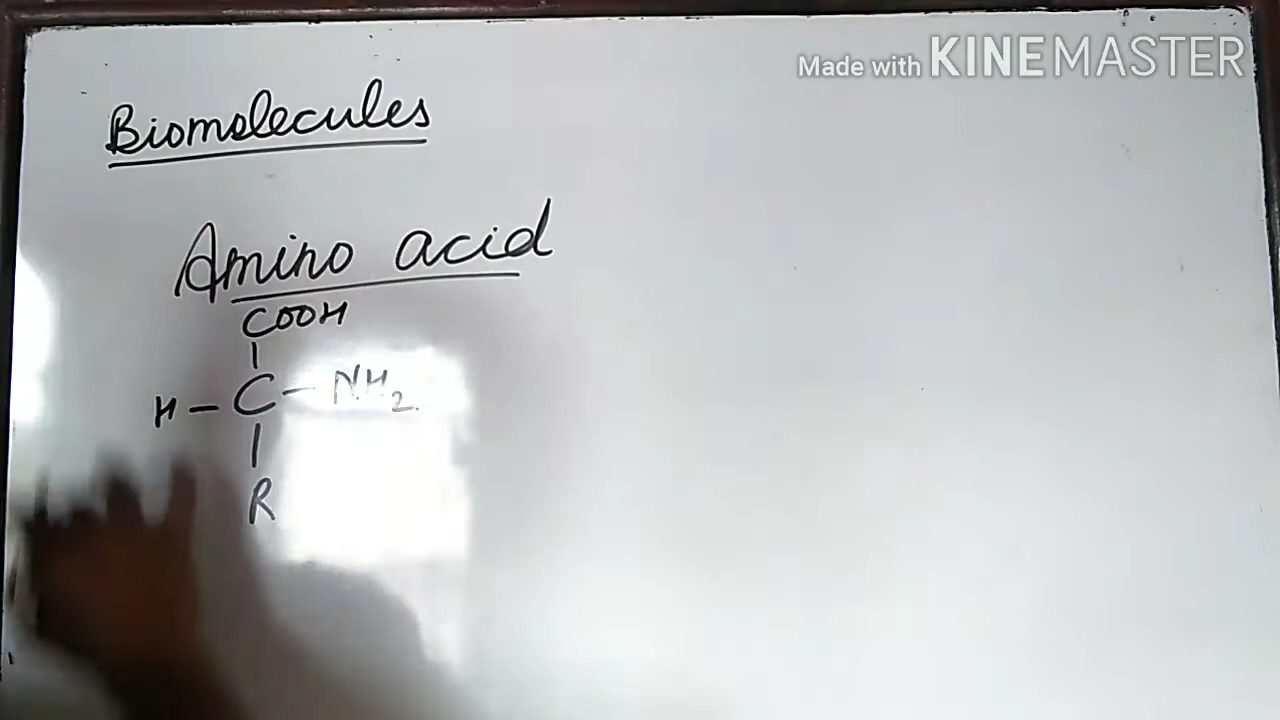 Made with KINEMASTER
Biomolecules
Amino acid
COOH
|
H – C – NH2
|
R